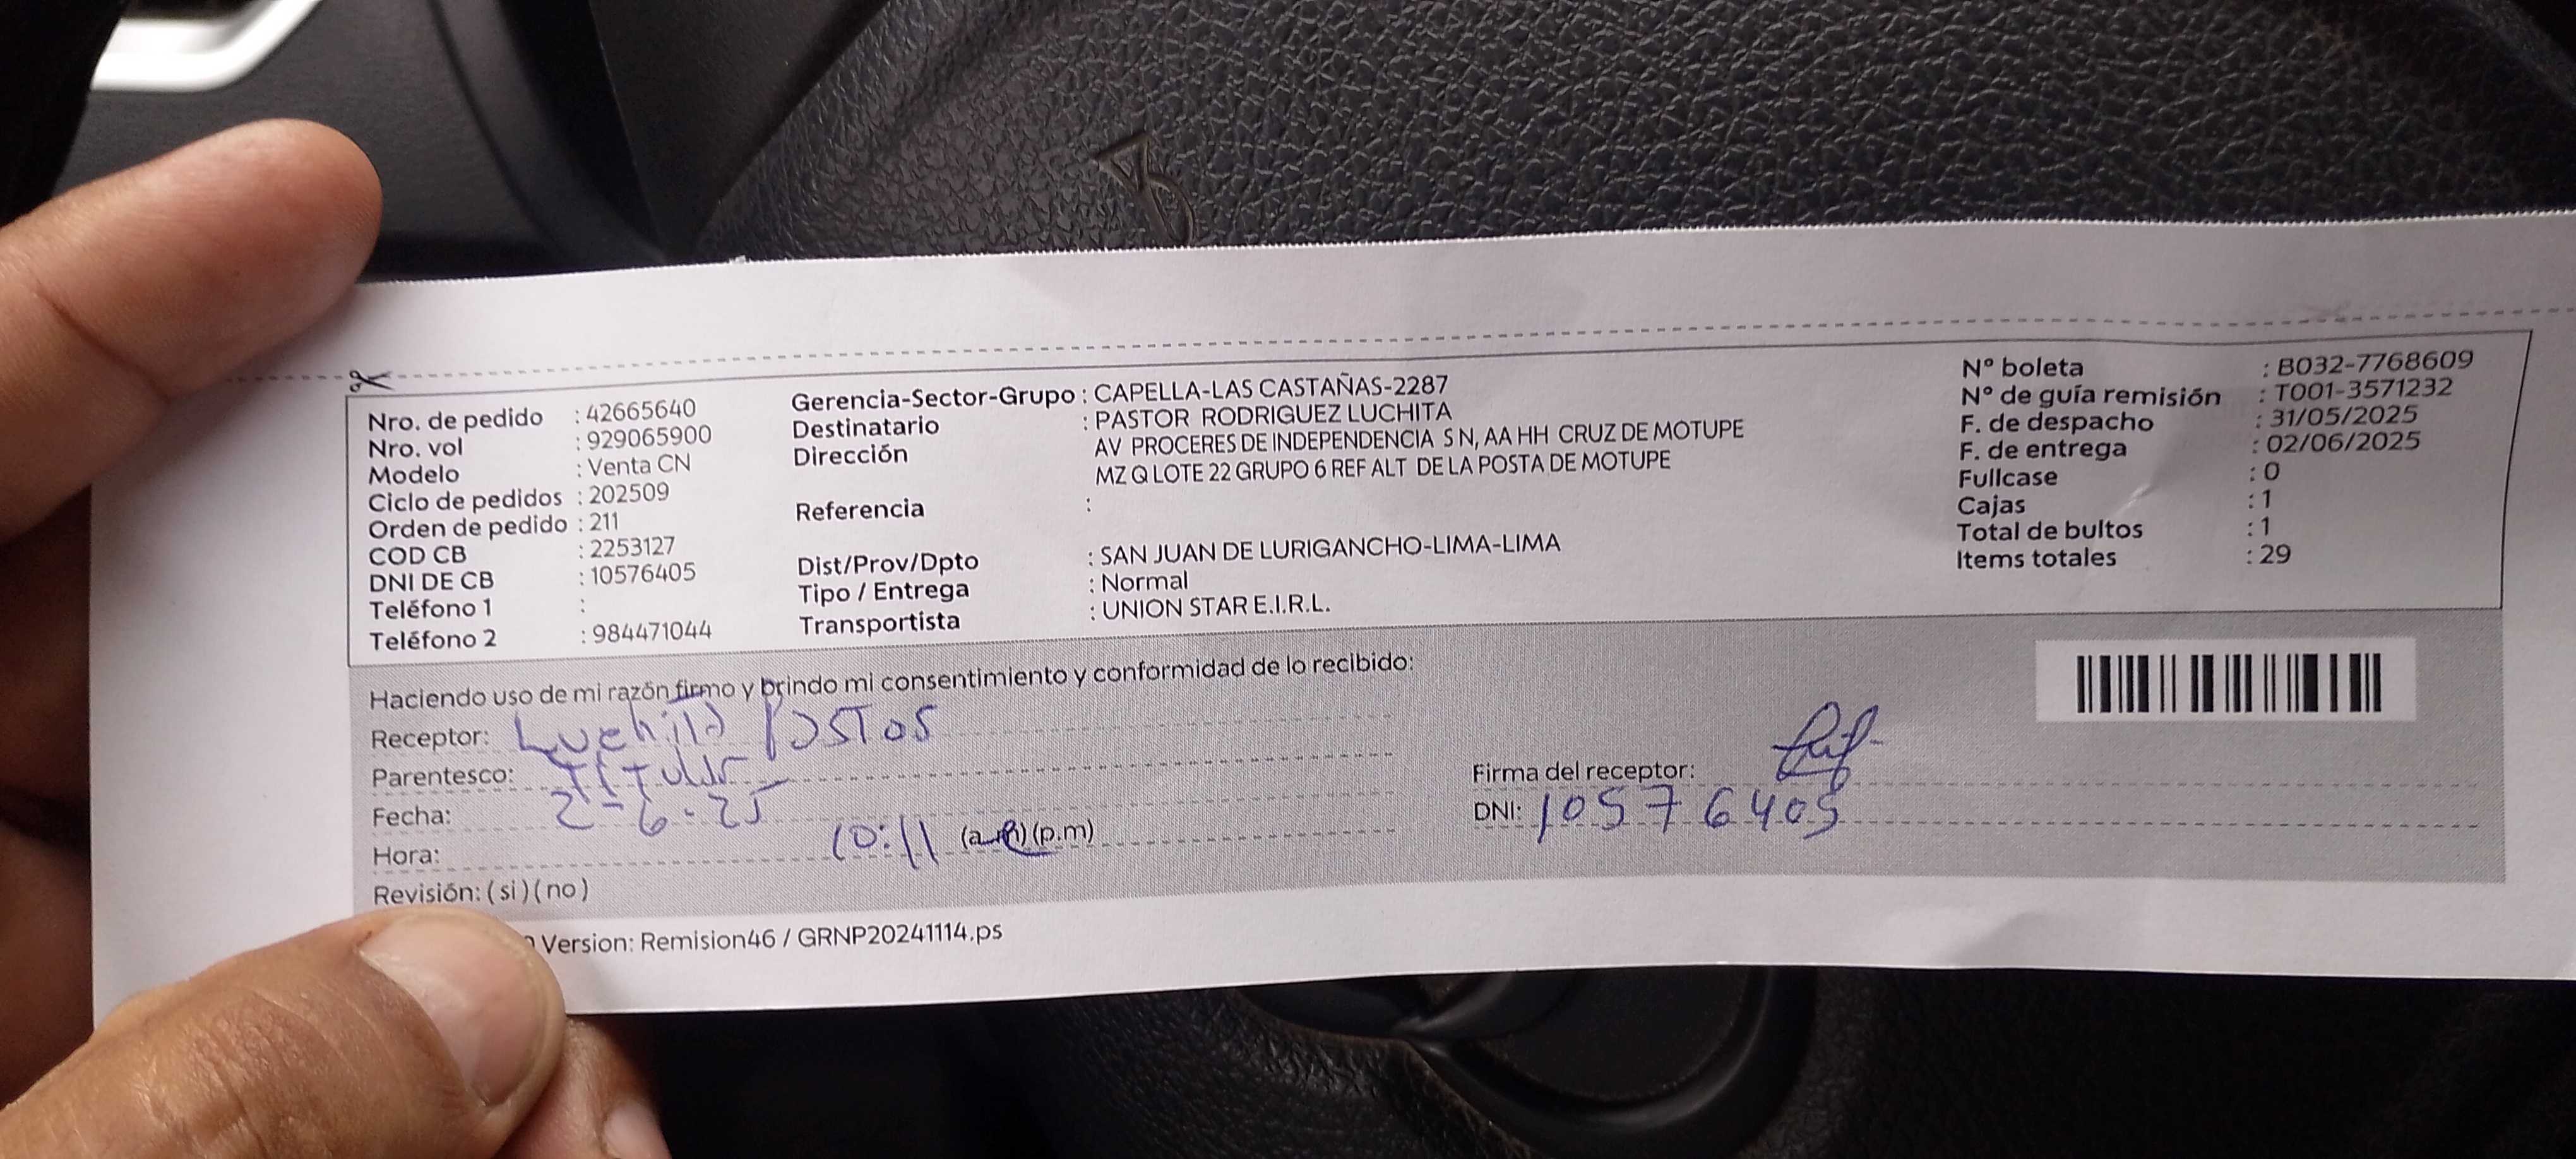 Nro. de pedido : 42665640
Nro. vol : 929065900
Modelo : Venta CN
Ciclo de pedidos : 202509
Orden de pedido : 211
COD CB : 2253127
DNI DE CB : 10576405
Teléfono 1 :
Teléfono 2 : 984471044
Gerencia-Sector-Grupo : CAPELLA-LAS CASTAÑAS-2287
Destinatario : PASTOR RODRIGUEZ LUCHITA
Dirección AV PROCERES DE INDEPENDENCIA S N, AA HH CRUZ DE MOTUPE
MZ Q LOTE 22 GRUPO 6 REF ALT DE LA POSTA DE MOTUPE
Referencia :
Dist/Prov/Dpto : SAN JUAN DE LURIGANCHO-LIMA-LIMA
Tipo / Entrega : Normal
Transportista : UNION STAR E.I.R.L.
N° boleta : B032-7768609
N° de guía remisión : T001-3571232
F. de despacho : 31/05/2025
F. de entrega : 02/06/2025
Fullcase : 0
Cajas : 1
Total de bultos : 1
Items totales : 29
Haciendo uso de mi razón firmo y brindo mi consentimiento y conformidad de lo recibido:
Receptor: Luchita Pastor
Parentesco: Titular
Fecha: 2-6-25
Hora: 10:11 (a.m)(p.m)
Revisión: (si)(no)
Firma del receptor:
DNI: 10576405
Version: Remision46 / GRNP20241114.ps